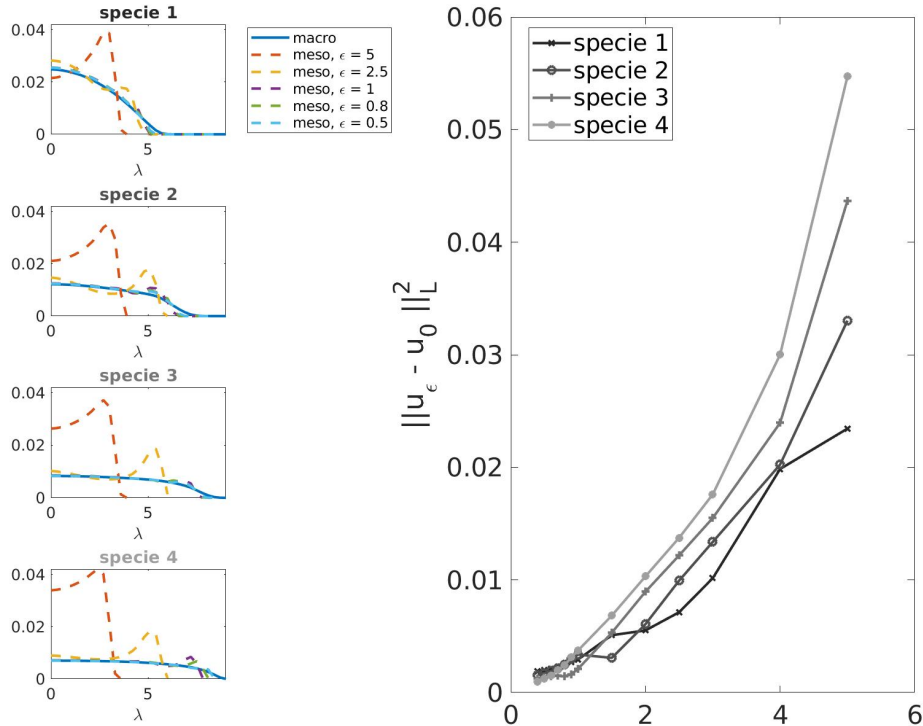 specie 1
0.04
0.02
0
0
5
λ
macro
meso, ϵ = 5
meso, ϵ = 2.5
meso, ϵ = 1
meso, ϵ = 0.8
meso, ϵ = 0.5
specie 2
0.04
0.02
0
0
5
λ
specie 3
0.04
0.02
0
0
5
λ
specie 4
0.04
0.02
0
0
5
λ
||u_ϵ - u_0 ||_L^2
0.06
0.05
0.04
0.03
0.02
0.01
0
0
2
4
6
specie 1
specie 2
specie 3
specie 4